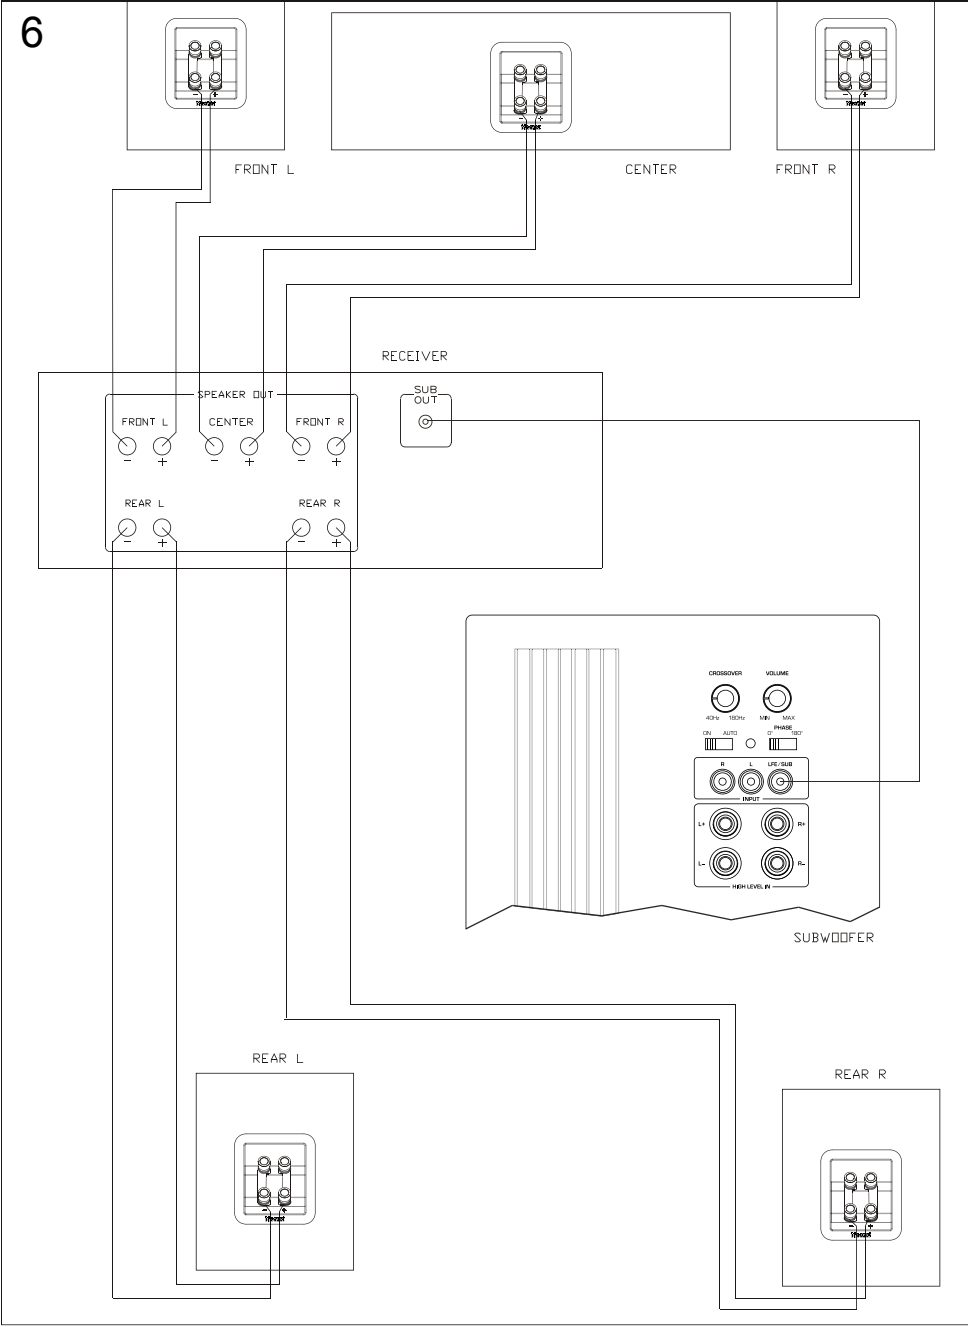 6
- +
- +
- +
FRONT L
CENTER
FRONT R
RECEIVER
SPEAKER OUT
SUB
OUT
FRONT L
CENTER
FRONT R
- +
- +
- +
REAR L
REAR R
- +
- +
CROSSOVER
VOLUME
40Hz 180Hz
MIN MAX
PHASE
ON AUTO
0° 180°
R
L
LFE/SUB
INPUT
L+
R+
L-
R-
HIGH LEVEL IN
SUBWOOFER
REAR L
REAR R
- +
- +